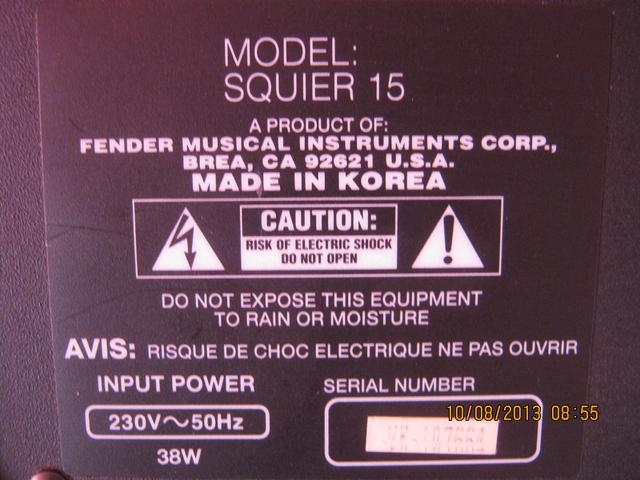 MODEL:
SQUIER 15
A PRODUCT OF:
FENDER MUSICAL INSTRUMENTS CORP.,
BREA, CA 92621 U.S.A.
MADE IN KOREA
CAUTION:
RISK OF ELECTRIC SHOCK
DO NOT OPEN
DO NOT EXPOSE THIS EQUIPMENT
TO RAIN OR MOISTURE
AVIS: RISQUE DE CHOC ELECTRIQUE NE PAS OUVRIR
INPUT POWER
230V~50Hz
38W
SERIAL NUMBER
10/08/2013 08:55